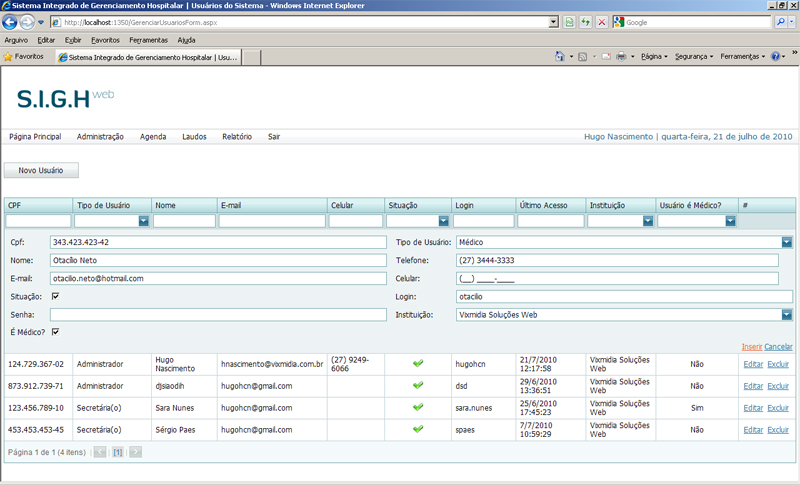 Sistema Integrado de Gerenciamento Hospitalar | Usuários do Sistema - Windows Internet Explorer
http://localhost:1350/GerenciarUsuariosForm.aspx
Google
Arquivo Editar Exibir Favoritos Ferramentas Ajuda
Favoritos Sistema Integrado de Gerenciamento Hospitalar | Usu... Página Segurança Ferramentas
S.I.G.H web
Página Principal Administração Agenda Laudos Relatório Sair Hugo Nascimento | quarta-feira, 21 de julho de 2010
Novo Usuário
CPF Tipo de Usuário Nome E-mail Celular Situação Login Último Acesso Instituição Usuário é Médico? #
Cpf: 343.423.423-42 Tipo de Usuário: Médico
Nome: Otacílio Neto Telefone: (27) 3444-3333
E-mail: otacilo.neto@hotmail.com Celular: (__) ____-____
Situação: Login: otacilio
Senha: Instituição: Vixmidia Soluções Web
É Médico?
Inserir Cancelar
124.729.367-02 Administrador Hugo Nascimento hnascimento@vixmidia.com.br (27) 9249-6066 hugohcn 21/7/2010 12:17:58 Vixmidia Soluções Web Não Editar Excluir
873.912.739-71 Administrador djsiaodih hugohcn@gmail.com dsd 29/6/2010 13:36:51 Vixmidia Soluções Web Não Editar Excluir
123.456.789-10 Secretária(o) Sara Nunes hugohcn@gmail.com sara.nunes 25/6/2010 17:45:23 Vixmidia Soluções Web Sim Editar Excluir
453.453.453-45 Secretária(o) Sérgio Paes hugohcn@gmail.com spaes 7/7/2010 10:59:29 Vixmidia Soluções Web Não Editar Excluir
Página 1 de 1 (4 itens) [1]